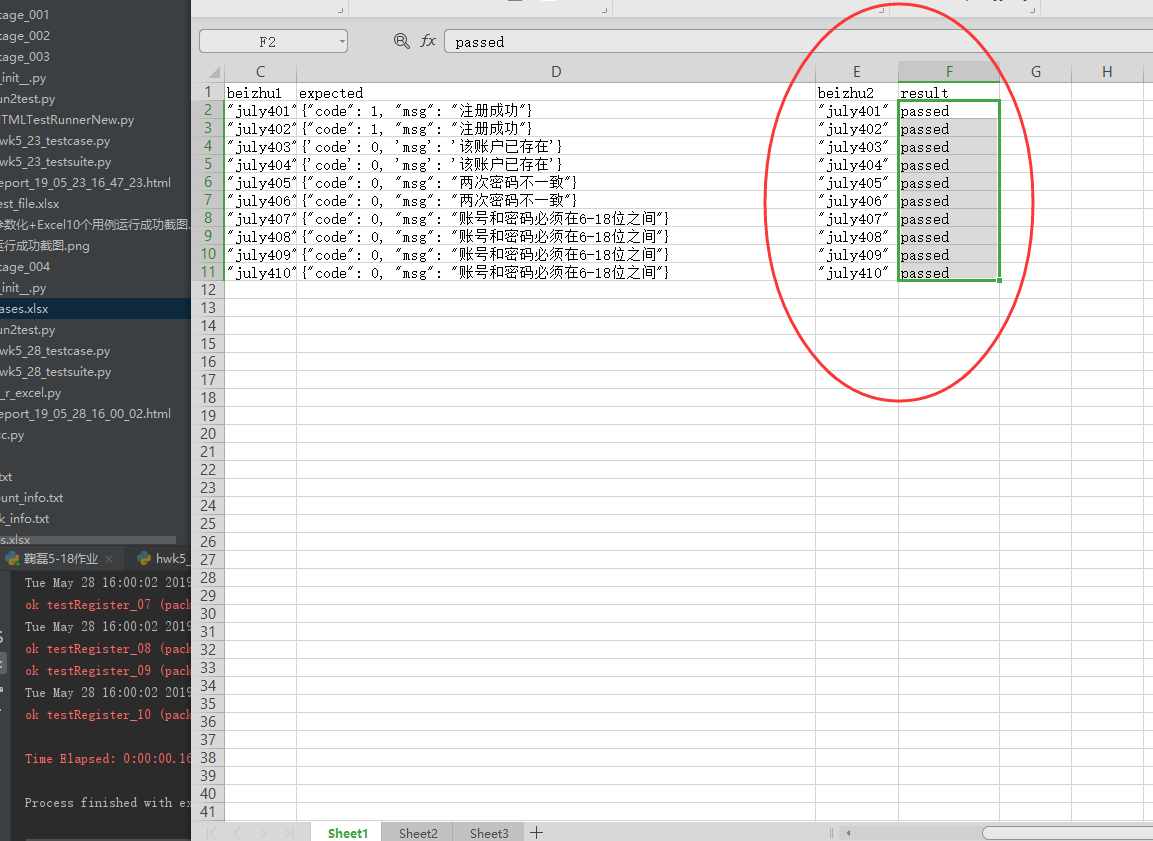 tage_001
tage_002
tage_003
_init__.py
un2test.py
HTMLTestRunnerNew.py
wk5_23_testcase.py
wk5_23_testsuite.py
eport_19_05_23_16_47_23.html
est_file.xlsx
参数化+Excel10个用例运行成功截图.
运行成功截图.png
tage_004
_init__.py
ases.xlsx
un2test.py
wk5_28_testcase.py
wk5_28_testsuite.py
_r_excel.py
eport_19_05_28_16_00_02.html
c.py
txt
unt_info.txt
k_info.txt
s.xlsx
鞠磊5-18作业 × hwk5_
Tue May 28 16:00:02 2019
ok testRegister_07 (pack
Tue May 28 16:00:02 2019
ok testRegister_08 (pack
ok testRegister_09 (pack
Tue May 28 16:00:02 2019
ok testRegister_10 (pack
Time Elapsed: 0:00:00.16
Process finished with ex
F2 fx passed
C D E F G H
1 beizhu1 expected beizhu2 result
2 "july401" {"code": 1, "msg": "注册成功"} "july401" passed
3 "july402" {"code": 1, "msg": "注册成功"} "july402" passed
4 "july403" {'code': 0, 'msg': '该账户已存在'} "july403" passed
5 "july404" {'code': 0, 'msg': '该账户已存在'} "july404" passed
6 "july405" {"code": 0, "msg": "两次密码不一致"} "july405" passed
7 "july406" {"code": 0, "msg": "两次密码不一致"} "july406" passed
8 "july407" {"code": 0, "msg": "账号和密码必须在6-18位之间"} "july407" passed
9 "july408" {"code": 0, "msg": "账号和密码必须在6-18位之间"} "july408" passed
10 "july409" {"code": 0, "msg": "账号和密码必须在6-18位之间"} "july409" passed
11 "july410" {"code": 0, "msg": "账号和密码必须在6-18位之间"} "july410" passed
12
13
14
15
16
17
18
19
20
21
22
23
24
25
26
27
28
29
30
31
32
33
34
35
36
37
38
39
40
41
Sheet1 Sheet2 Sheet3 +